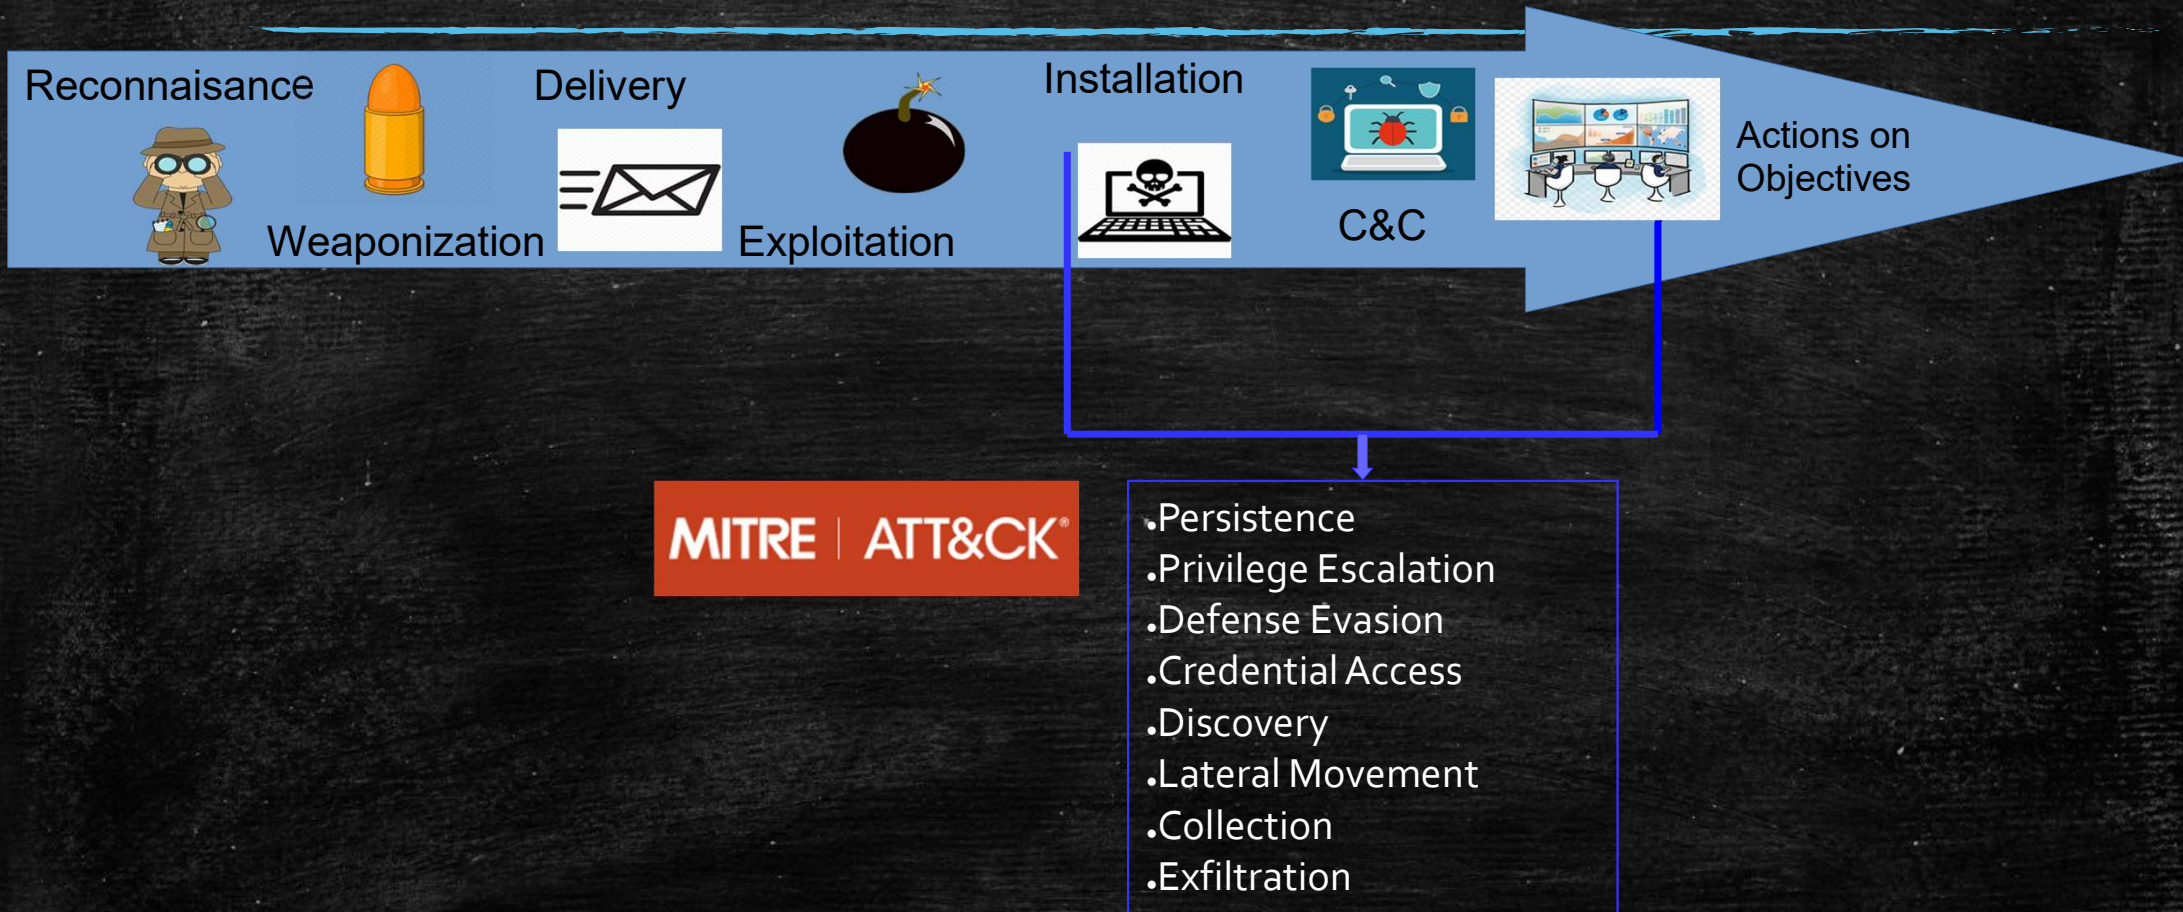 Reconnaisance
Weaponization
Delivery
Exploitation
Installation
C&C
Actions on
Objectives
MITRE | ATT&CK®
•Persistence
•Privilege Escalation
•Defense Evasion
•Credential Access
•Discovery
•Lateral Movement
•Collection
•Exfiltration